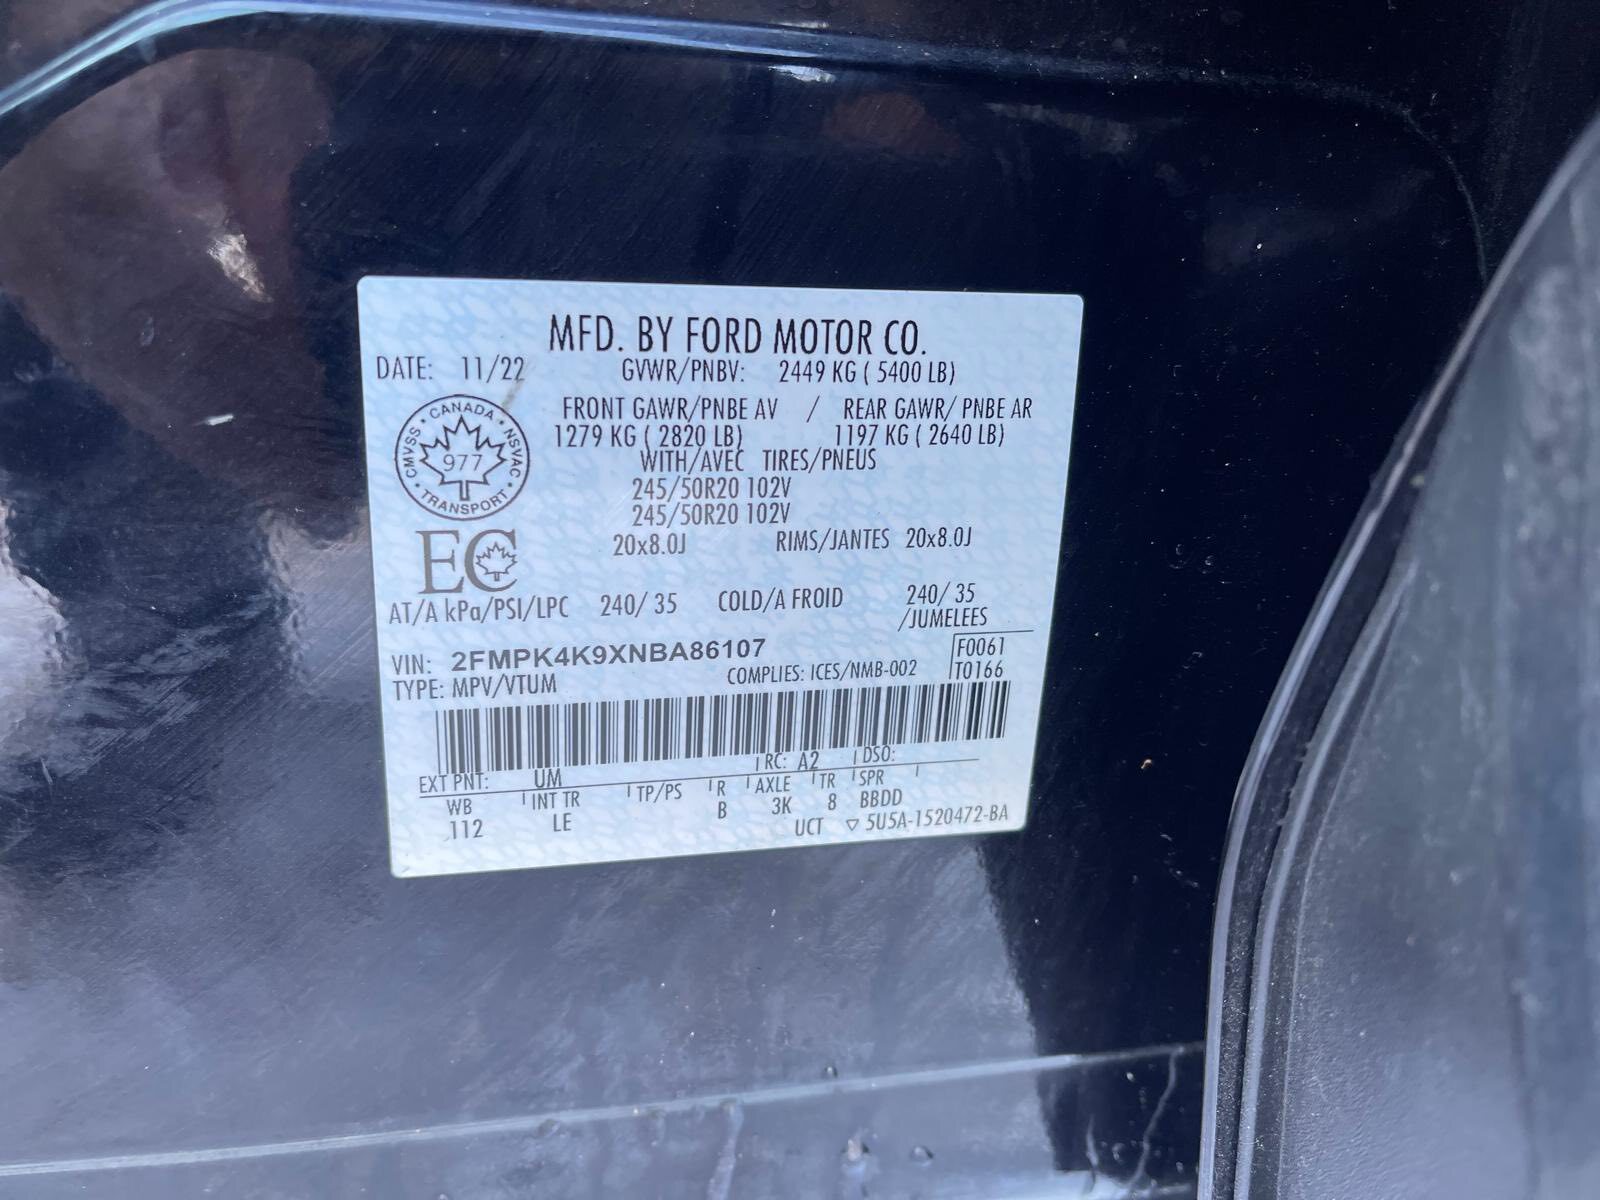 MFD. BY FORD MOTOR CO.
DATE: 11/22 GVWR/PNBV: 2449 KG ( 5400 LB)
FRONT GAWR/PNBE AV / REAR GAWR/ PNBE AR
1279 KG ( 2820 LB) 1197 KG ( 2640 LB)
WITH/AVEC TIRES/PNEUS
245/50R20 102V
245/50R20 102V
20x8.0J RIMS/JANTES 20x8.0J
CANADA
CMVSS 977 NSVAC
TRANSPORT
EC
AT/A kPa/PSI/LPC 240/ 35 COLD/A FROID 240/ 35
/JUMELEES
VIN: 2FMPK4K9XNBA86107 F0061
TYPE: MPV/VTUM COMPLIES: ICES/NMB-002 T0166
EXT PNT: UM RC: A2 DSO:
WB INT TR TP/PS R AXLE TR SPR
112 LE B 3K 8 BBDD
UCT ▽ 5U5A-1520472-BA